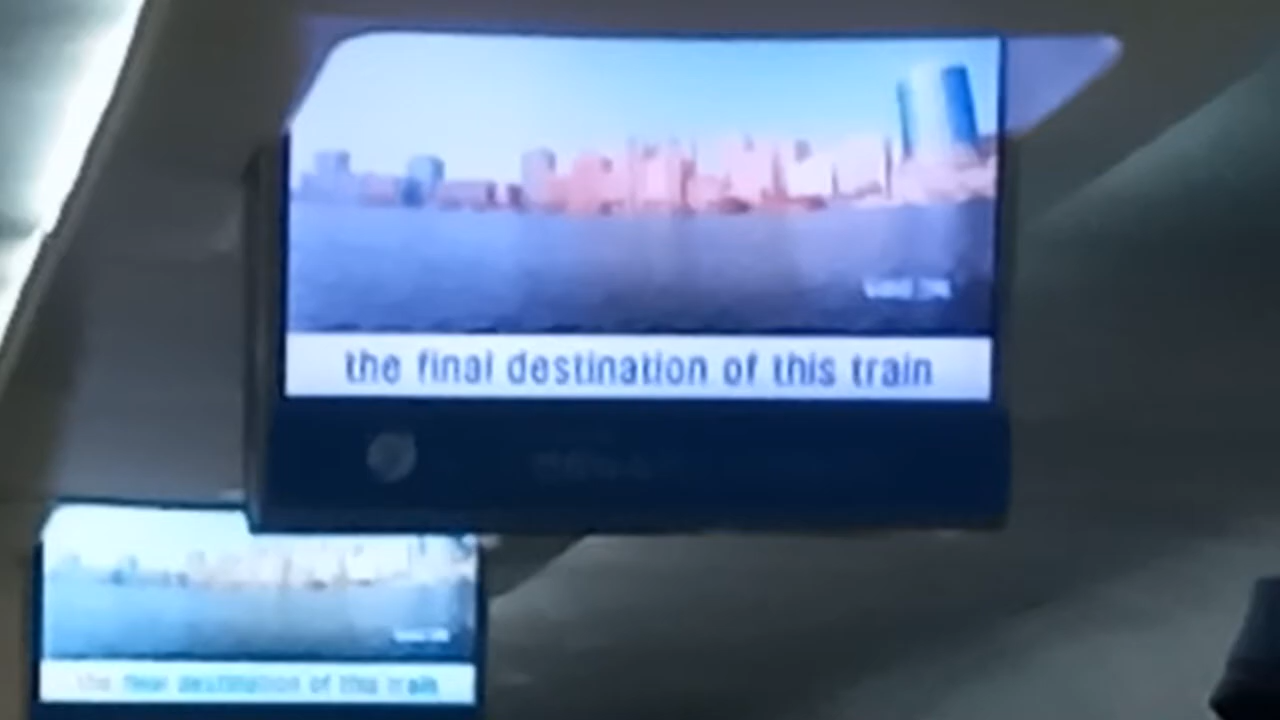 the final destination of this train
the final destination of this train